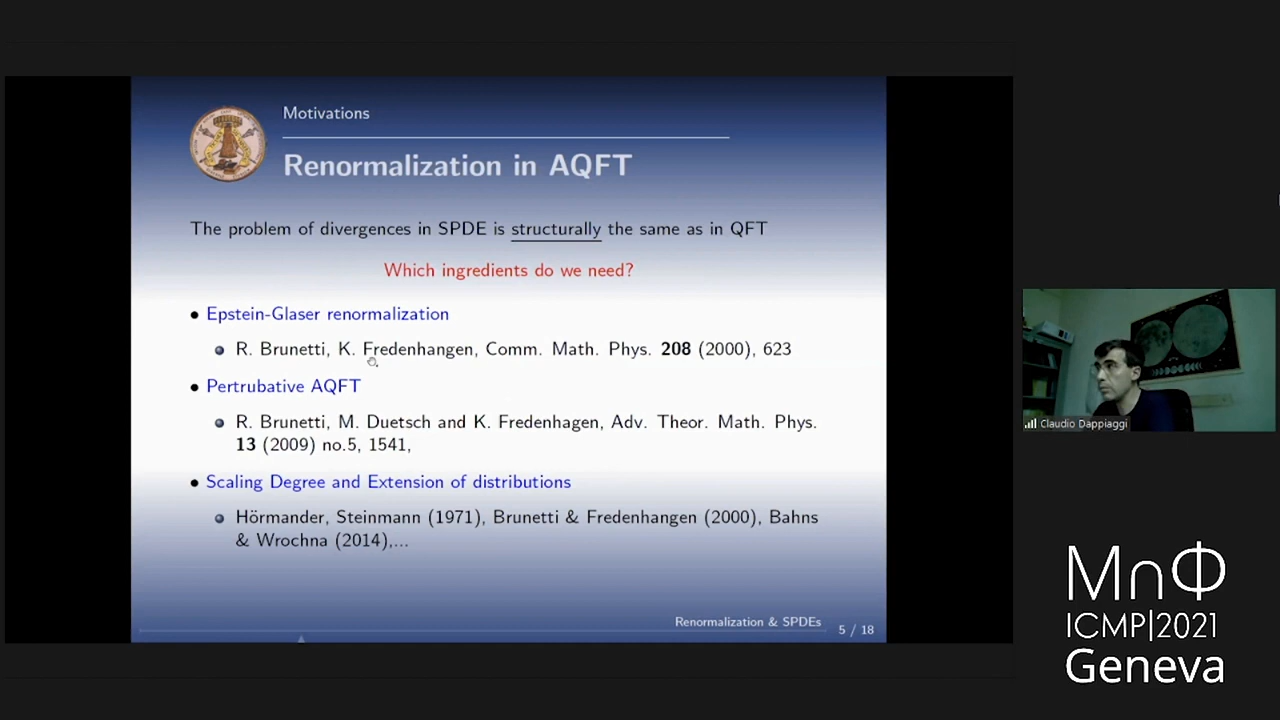 Motivations
Renormalization in AQFT
The problem of divergences in SPDE is structurally the same as in QFT
Which ingredients do we need?
• Epstein-Glaser renormalization
R. Brunetti, K. Fredenhangen, Comm. Math. Phys. 208 (2000), 623
• Pertrubative AQFT
R. Brunetti, M. Duetsch and K. Fredenhagen, Adv. Theor. Math. Phys.
13 (2009) no.5, 1541,
• Scaling Degree and Extension of distributions
Hörmander, Steinmann (1971), Brunetti & Fredenhangen (2000), Bahns
& Wrochna (2014),...
Renormalization & SPDEs
5 / 18
Claudio Dappiaggi
M∩Φ
ICMP|2021
Geneva